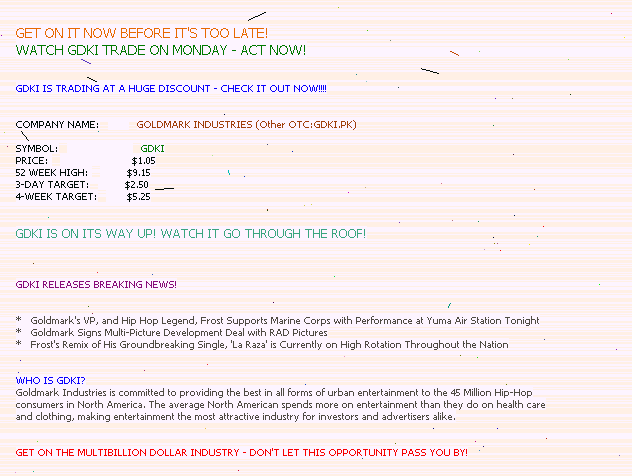 GET ON IT NOW BEFORE IT'S TOO LATE!
WATCH GDKI TRADE ON MONDAY - ACT NOW!
GDKI IS TRADING AT A HUGE DISCOUNT - CHECK IT OUT NOW!!!!
COMPANY NAME: GOLDMARK INDUSTRIES (Other OTC:GDKI.PK)
SYMBOL: GDKI
PRICE: $1.05
52 WEEK HIGH: $9.15
3-DAY TARGET: $2.50
4-WEEK TARGET: $5.25
GDKI IS ON ITS WAY UP! WATCH IT GO THROUGH THE ROOF!
GDKI RELEASES BREAKING NEWS!
* Goldmark's VP, and Hip Hop Legend, Frost Supports Marine Corps with Performance at Yuma Air Station Tonight
* Goldmark Signs Multi-Picture Development Deal with RAD Pictures
* Frost's Remix of His Groundbreaking Single, 'La Raza' is Currently on High Rotation Throughout the Nation
WHO IS GDKI?
Goldmark Industries is committed to providing the best in all forms of urban entertainment to the 45 Million Hip-Hop
consumers in North America. The average North American spends more on entertainment than they do on health care
and clothing, making entertainment the most attractive industry for investors and advertisers alike.
GET ON THE MULTIBILLION DOLLAR INDUSTRY - DON'T LET THIS OPPORTUNITY PASS YOU BY!